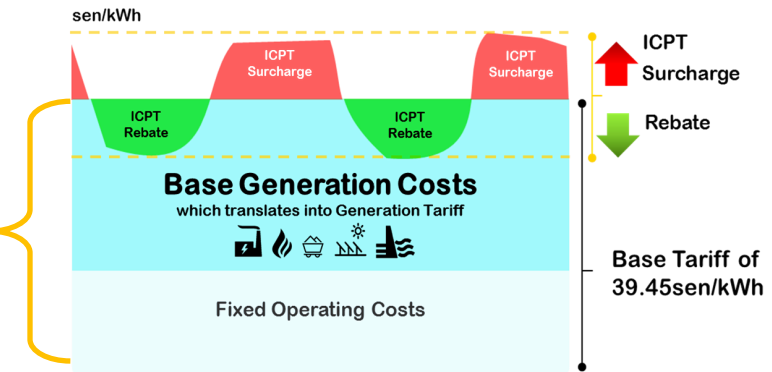 sen/kWh
ICPT
Surcharge
ICPT
Surcharge
ICPT
Surcharge
ICPT
Rebate
ICPT
Rebate
Rebate
Base Generation Costs
which translates into Generation Tariff
Base Tariff of
39.45sen/kWh
Fixed Operating Costs